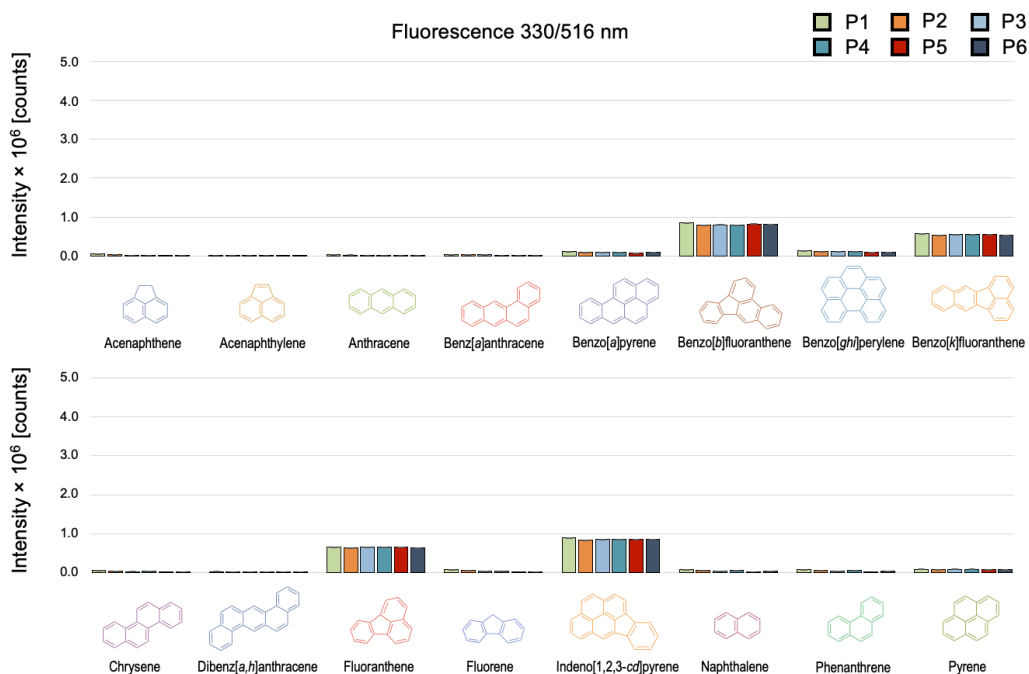 Fluorescence 330/516 nm
P1 P2 P3
P4 P5 P6
Intensity × 10⁶ [counts]
5.0
4.0
3.0
2.0
1.0
0.0
Acenaphthene Acenaphthylene Anthracene Benz[a]anthracene Benzo[a]pyrene Benzo[b]fluoranthene Benzo[ghi]perylene Benzo[k]fluoranthene
Intensity × 10⁶ [counts]
5.0
4.0
3.0
2.0
1.0
0.0
Chrysene Dibenz[a,h]anthracene Fluoranthene Fluorene Indeno[1,2,3-cd]pyrene Naphthalene Phenanthrene Pyrene